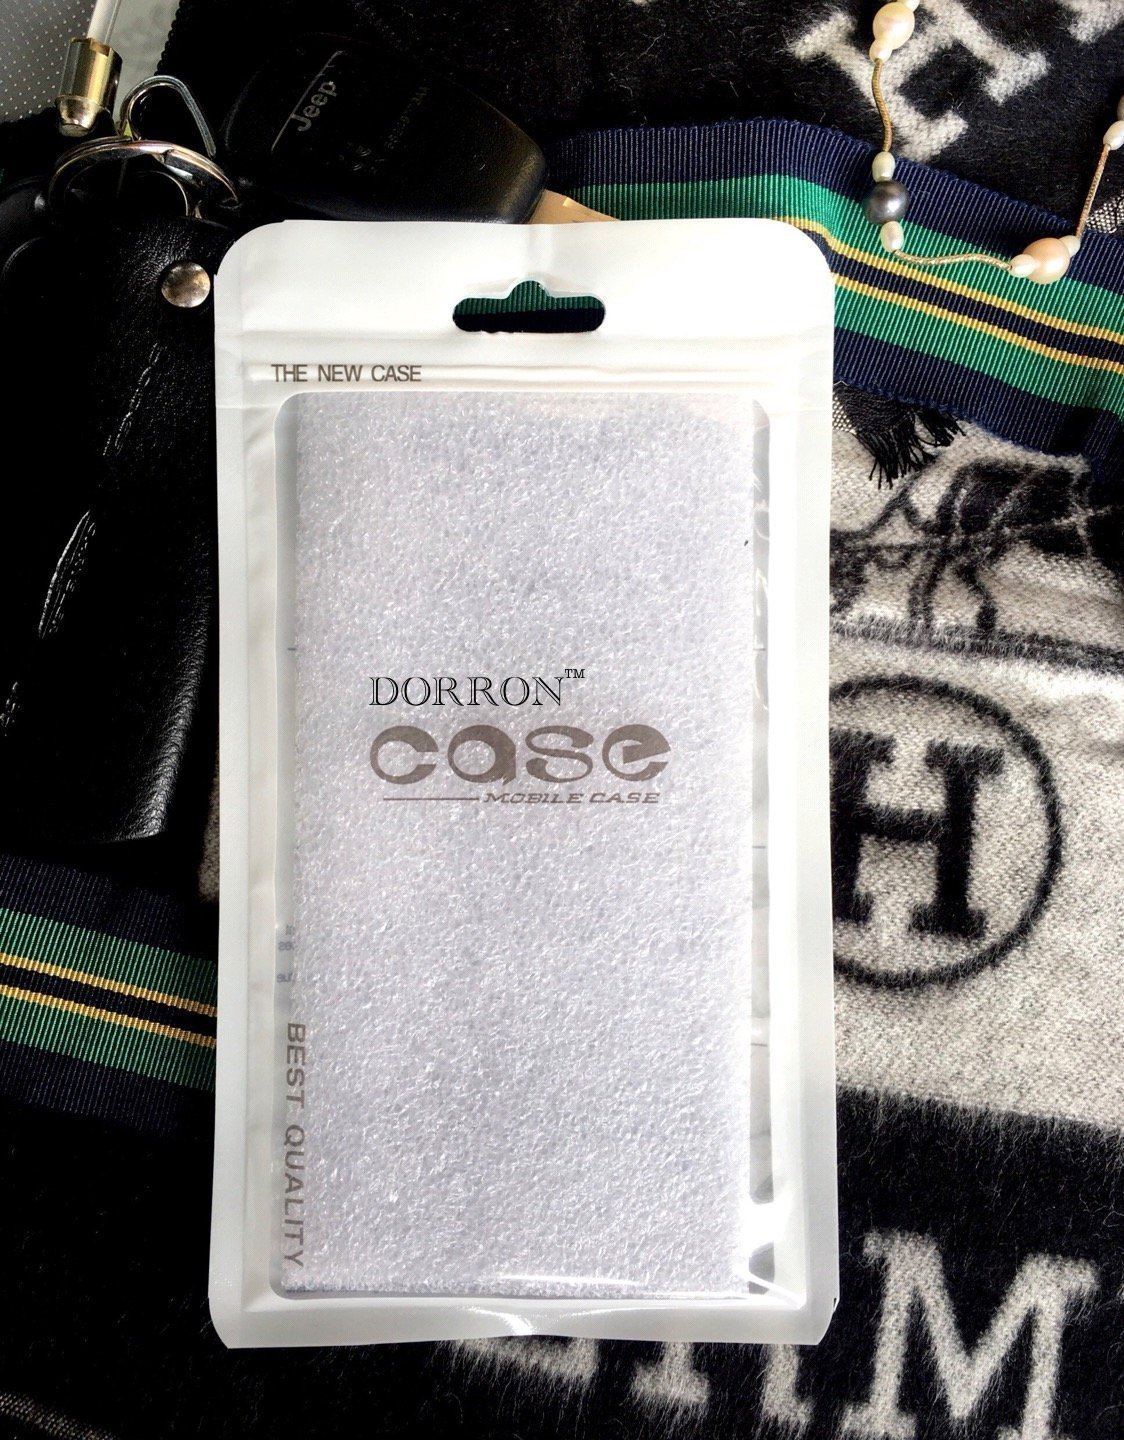 Jeep
THE NEW CASE
DORRON™
case
MOBILE CASE
BEST QUALITY
H
M